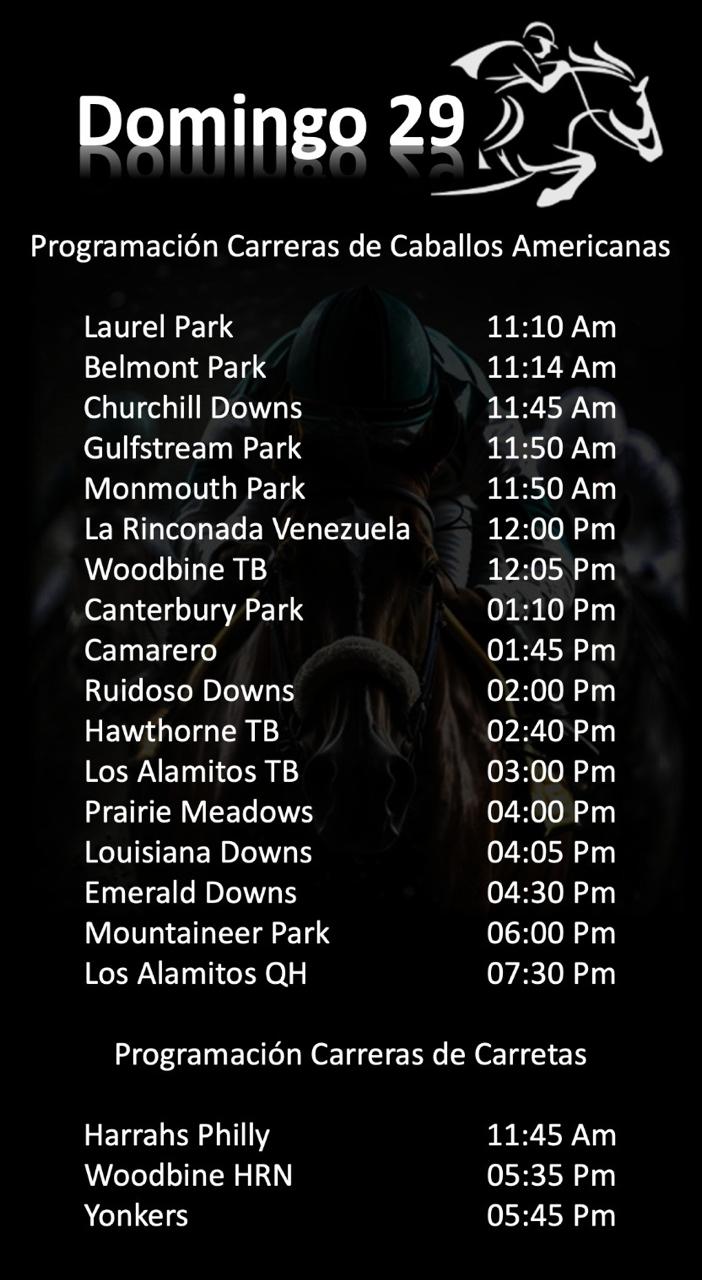 Domingo 29
Programación Carreras de Caballos Americanas
Laurel Park 11:10 Am
Belmont Park 11:14 Am
Churchill Downs 11:45 Am
Gulfstream Park 11:50 Am
Monmouth Park 11:50 Am
La Rinconada Venezuela 12:00 Pm
Woodbine TB 12:05 Pm
Canterbury Park 01:10 Pm
Camarero 01:45 Pm
Ruidoso Downs 02:00 Pm
Hawthorne TB 02:40 Pm
Los Alamitos TB 03:00 Pm
Prairie Meadows 04:00 Pm
Louisiana Downs 04:05 Pm
Emerald Downs 04:30 Pm
Mountaineer Park 06:00 Pm
Los Alamitos QH 07:30 Pm
Programación Carreras de Carretas
Harrahs Philly 11:45 Am
Woodbine HRN 05:35 Pm
Yonkers 05:45 Pm